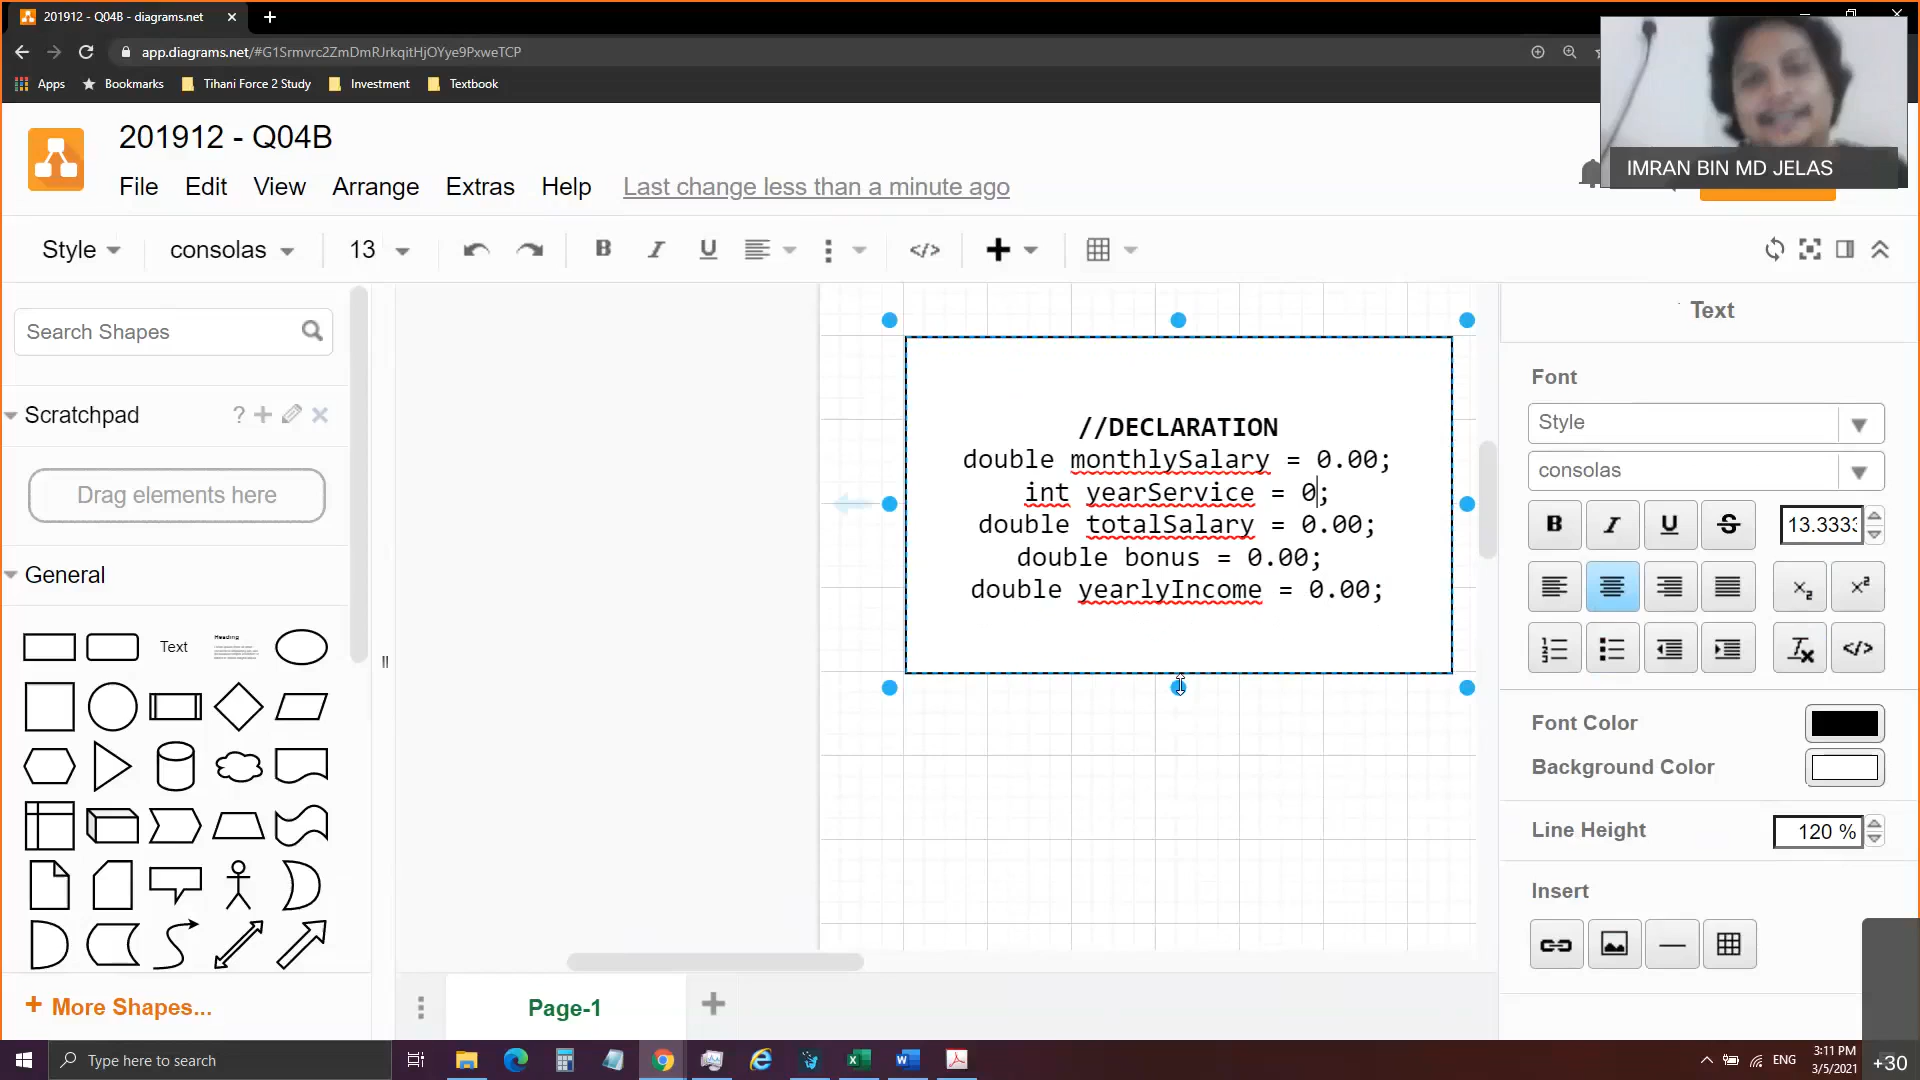 201912 - Q04B - diagrams.net
app.diagrams.net/#G1Srmvrc2ZmDmRJrkqitHjOYye9PxweTCP
Apps
Bookmarks
Tihani Force 2 Study
Investment
Textbook
IMRAN BIN MD JELAS
201912 - Q04B
File
Edit
View
Arrange
Extras
Help
Last change less than a minute ago
Style
consolas
13
B
I
U
</>
Search Shapes
Scratchpad
?
Drag elements here
General
Text
Heading
+ More Shapes...
//DECLARATION
double monthlySalary = 0.00;
int yearService = 0;
double totalSalary = 0.00;
double bonus = 0.00;
double yearlyIncome = 0.00;
Page-1
Text
Font
Style
consolas
B
I
U
S
13.333
Font Color
Background Color
Line Height
120 %
Insert
Type here to search
ENG
3:11 PM
3/5/2021
+30